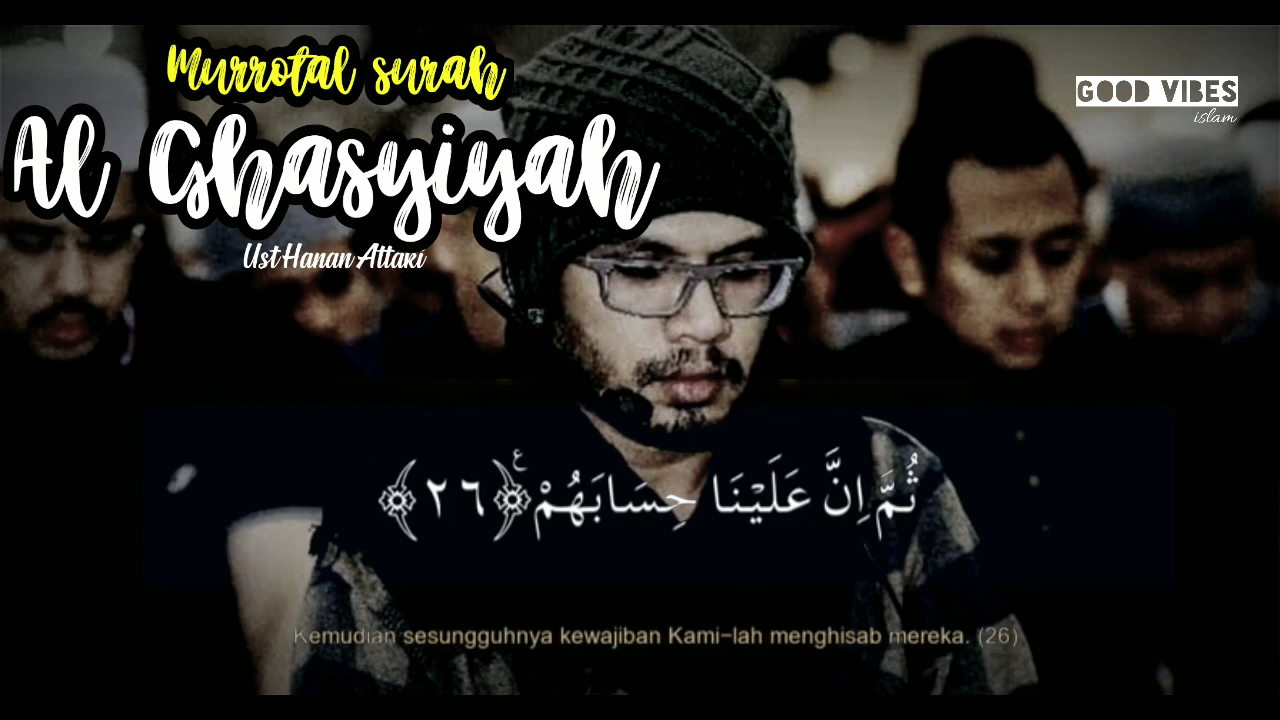 Murrotal surah
Al Ghasyiyah
Ust Hanan Attaki
GOOD VIBES
islam
ثُمَّ اِنَّ عَلَيْنَا حِسَابَهُمْ ࣖ ﴿٢٦﴾
Kemudian sesungguhnya kewajiban Kami-lah menghisab mereka. (26)